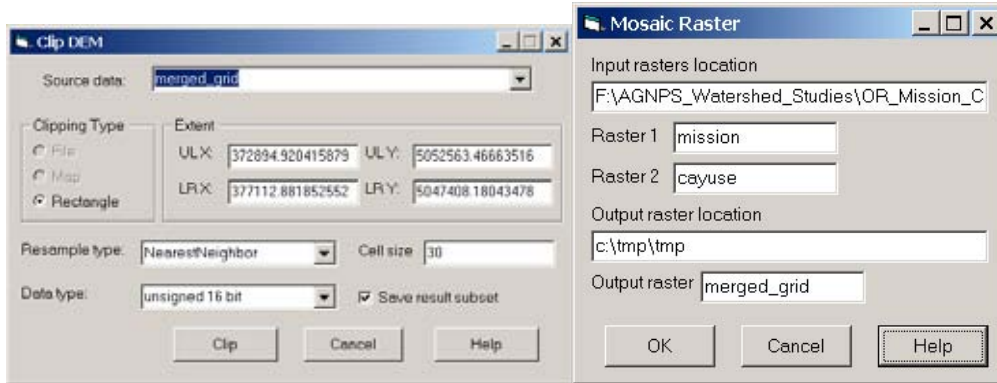 Clip DEM
Source data: merged_grid
Clipping Type
File
Map
Rectangle
Extent
ULX: 372894.920415879 ULY: 5052563.46663516
LRX: 377112.881852552 LRY: 5047408.18043478
Resample type: NearestNeighbor Cell size 30
Data type: unsigned 16 bit Save result subset
Clip Cancel Help
Mosaic Raster
Input rasters location
F:\AGNPS_Watershed_Studies\OR_Mission_C
Raster 1 mission
Raster 2 cayuse
Output raster location
c:\tmp\tmp
Output raster merged_grid
OK Cancel Help